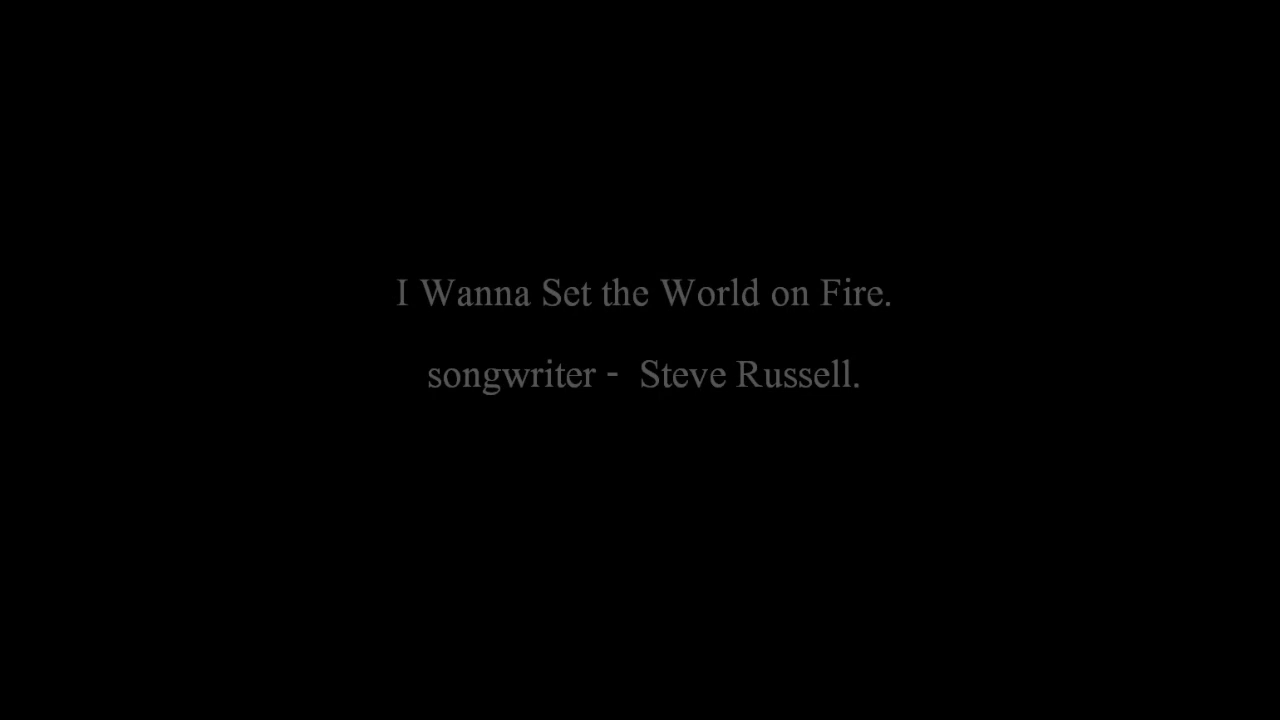 I Wanna Set the World on Fire.
songwriter -  Steve Russell.